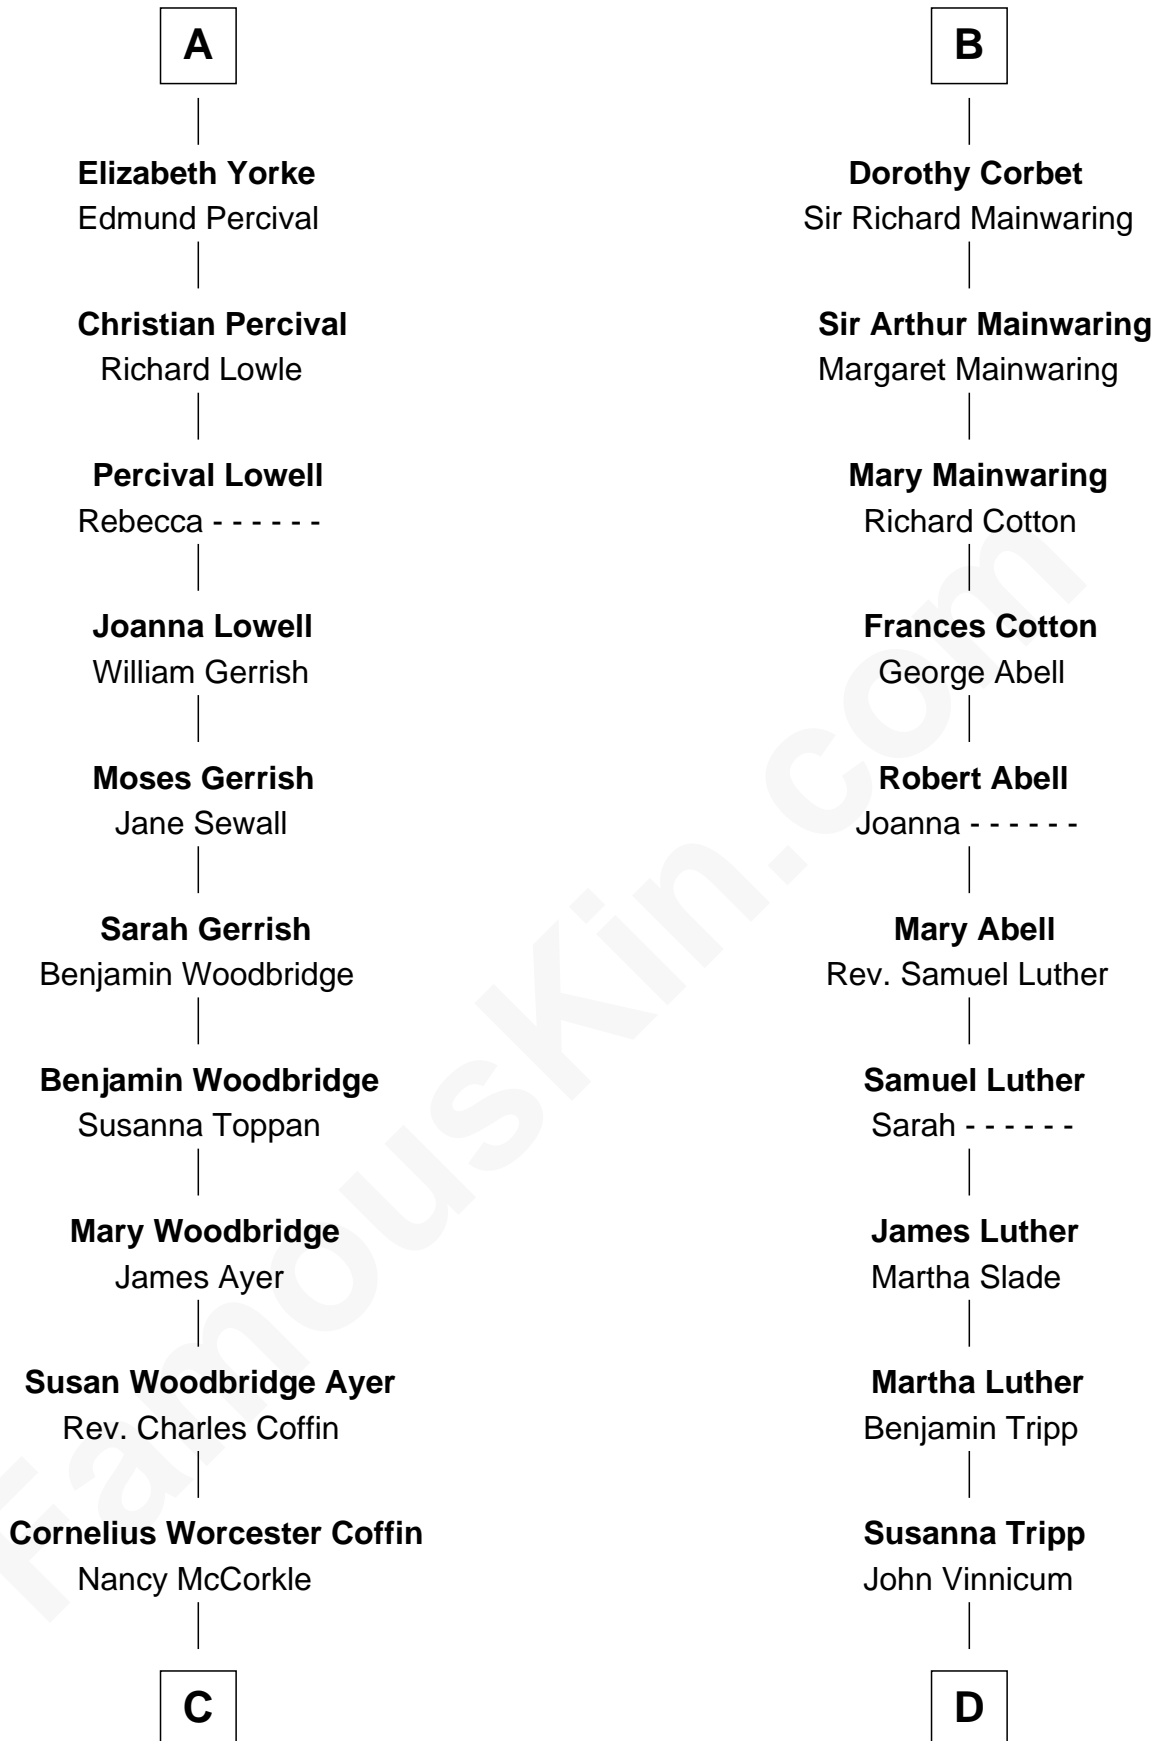 A
Elizabeth Yorke
Edmund Percival
Christian Percival
Richard Lowle
Percival Lowell
Rebecca - - - - - -
Joanna Lowell
William Gerrish
Moses Gerrish
Jane Sewall
Sarah Gerrish
Benjamin Woodbridge
Benjamin Woodbridge
Susanna Toppan
Mary Woodbridge
James Ayer
Susan Woodbridge Ayer
Rev. Charles Coffin
Cornelius Worcester Coffin
Nancy McCorkle
C
B
Dorothy Corbet
Sir Richard Mainwaring
Sir Arthur Mainwaring
Margaret Mainwaring
Mary Mainwaring
Richard Cotton
Frances Cotton
George Abell
Robert Abell
Joanna - - - - - -
Mary Abell
Rev. Samuel Luther
Samuel Luther
Sarah - - - - - -
James Luther
Martha Slade
Martha Luther
Benjamin Tripp
Susanna Tripp
John Vinnicum
D
FamousKin.com